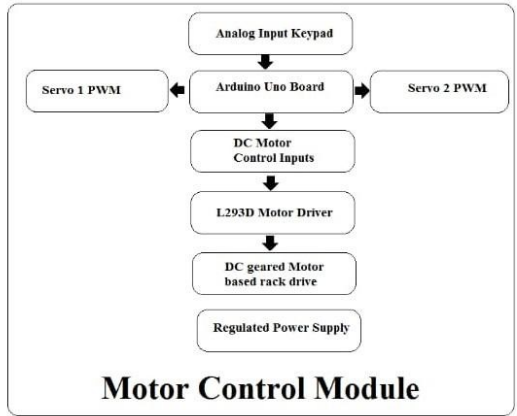 Analog Input Keypad
Servo 1 PWM
Arduino Uno Board
Servo 2 PWM
DC Motor
Control Inputs
L293D Motor Driver
DC geared Motor
based rack drive
Regulated Power Supply
Motor Control Module